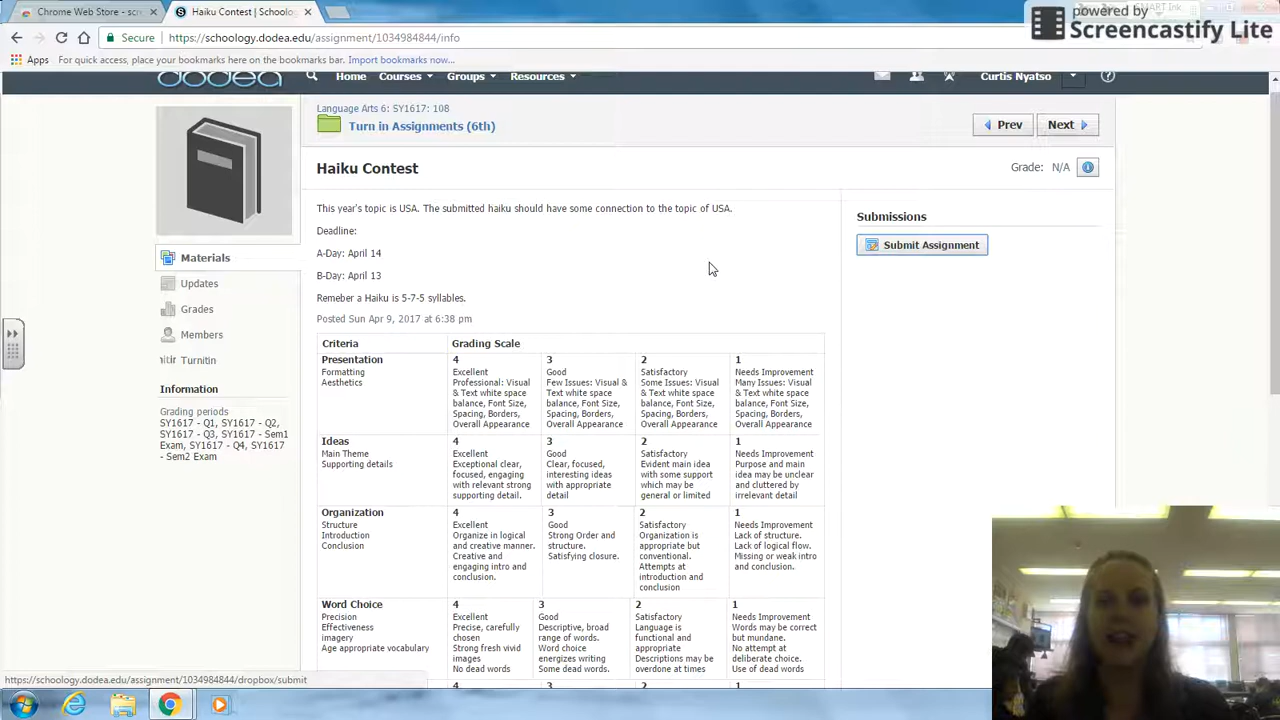 Chrome Web Store - scr
Haiku Contest | Schoolo
powered by
Screencastify Lite
SMART Ink
Secure
https://schoology.dodea.edu/assignment/1034984844/info
Apps
For quick access, place your bookmarks here on the bookmarks bar.
Import bookmarks now...
dodea
Home
Courses
Groups
Resources
Curtis Nyatso
Language Arts 6: SY1617: 108
Turn in Assignments (6th)
Prev
Next
Haiku Contest
Grade: N/A
This year's topic is USA. The submitted haiku should have some connection to the topic of USA.
Deadline:
A-Day: April 14
B-Day: April 13
Remeber a Haiku is 5-7-5 syllables.
Posted Sun Apr 9, 2017 at 6:38 pm
Submissions
Submit Assignment
Materials
Updates
Grades
Members
Turnitin
Information
Grading periods
SY1617 - Q1, SY1617 - Q2,
SY1617 - Q3, SY1617 - Sem1
Exam, SY1617 - Q4, SY1617
- Sem2 Exam
Criteria
Grading Scale
Presentation
Formatting
Aesthetics
4
Excellent
Professional: Visual
& Text white space
balance, Font Size,
Spacing, Borders,
Overall Appearance
3
Good
Few Issues: Visual &
Text white space
balance, Font Size,
Spacing, Borders,
Overall Appearance
2
Satisfactory
Some Issues: Visual
& Text white space
balance, Font Size,
Spacing, Borders,
Overall Appearance
1
Needs Improvement
Many Issues: Visual
& Text white space
balance, Font Size,
Spacing, Borders,
Overall Appearance
Ideas
Main Theme
Supporting details
4
Excellent
Exceptional clear,
focused, engaging
with relevant strong
supporting detail.
3
Good
Clear, focused,
interesting ideas
with appropriate
detail
2
Satisfactory
Evident main idea
with some support
which may be
general or limited
1
Needs Improvement
Purpose and main
idea may be unclear
and cluttered by
irrelevant detail
Organization
Structure
Introduction
Conclusion
4
Excellent
Organize in logical
and creative manner.
Creative and
engaging intro and
conclusion.
3
Good
Strong Order and
structure.
Satisfying closure.
2
Satisfactory
Organization is
appropriate but
conventional.
Attempts at
introduction and
conclusion
1
Needs Improvement
Lack of structure.
Lack of logical flow.
Missing or weak intro
and conclusion.
Word Choice
Precision
Effectiveness
imagery
Age appropriate vocabulary
4
Excellent
Precise, carefully
chosen
Strong fresh vivid
images
No dead words
3
Good
Descriptive, broad
range of words.
Word choice
energizes writing
Some dead words.
2
Satisfactory
Language is
functional and
appropriate
Descriptions may be
overdone at times
1
Needs Improvement
Words may be correct
but mundane.
No attempt at
deliberate choice.
Use of dead words
https://schoology.dodea.edu/assignment/1034984844/dropbox/submit